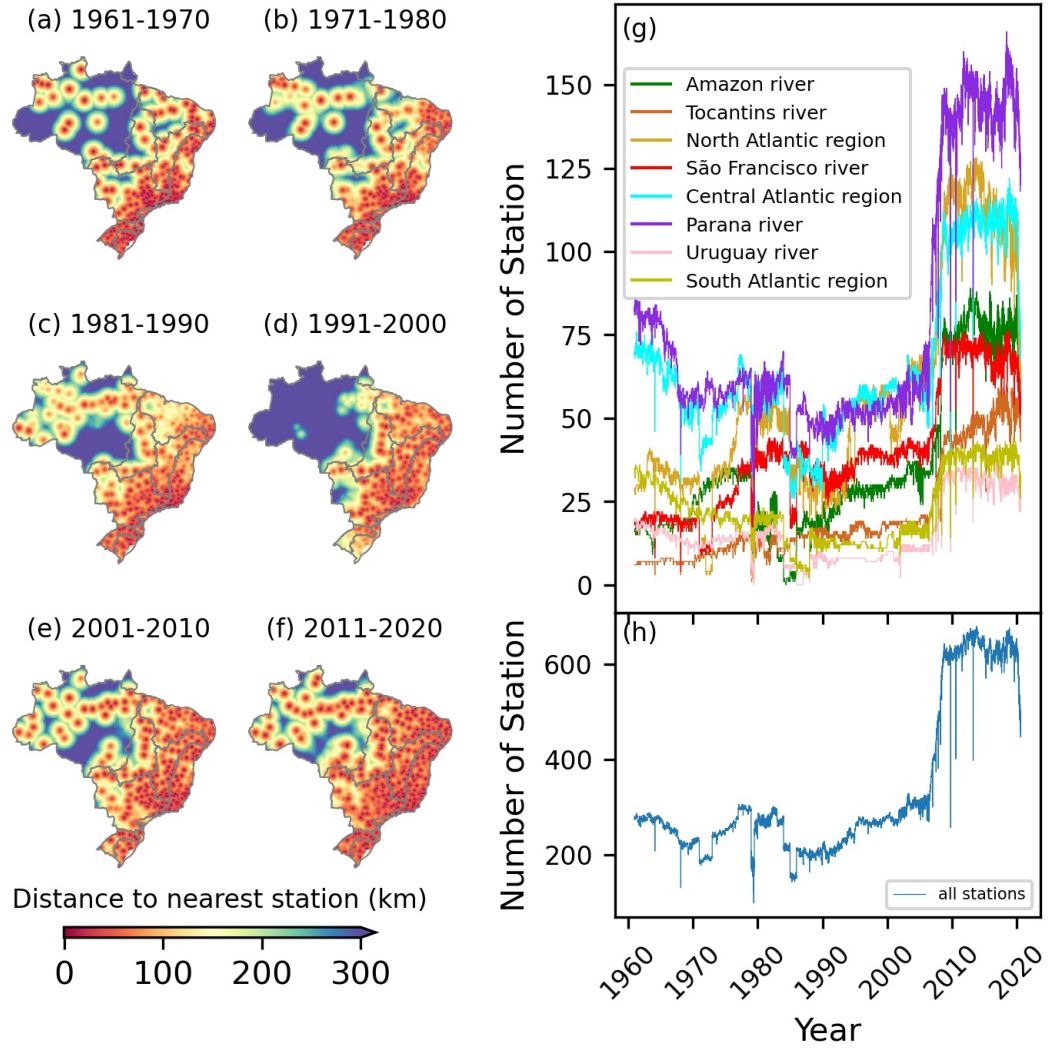 (a) 1961-1970
(b) 1971-1980
(c) 1981-1990
(d) 1991-2000
(e) 2001-2010
(f) 2011-2020
Distance to nearest station (km)
0 100 200 300
(g)
Number of Station
150
125
100
75
50
25
0
Amazon river
Tocantins river
North Atlantic region
São Francisco river
Central Atlantic region
Parana river
Uruguay river
South Atlantic region
(h)
Number of Station
600
400
200
all stations
1960 1970 1980 1990 2000 2010 2020
Year